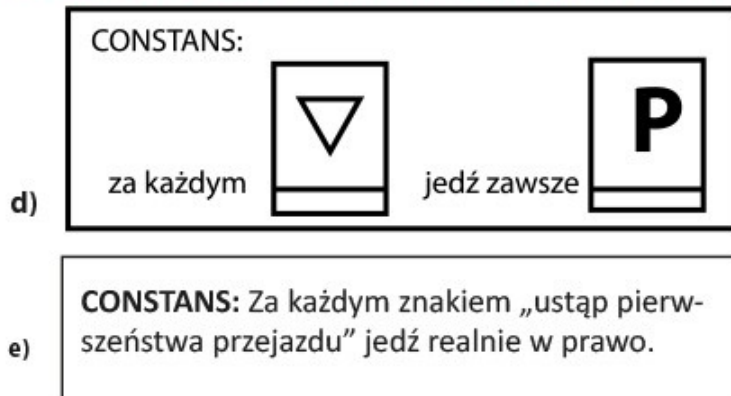 CONSTANS:
P
za każdym jedź zawsze
d)
CONSTANS: Za każdym znakiem „ustąp pierw-
e) szeństwa przejazdu” jedź realnie w prawo.